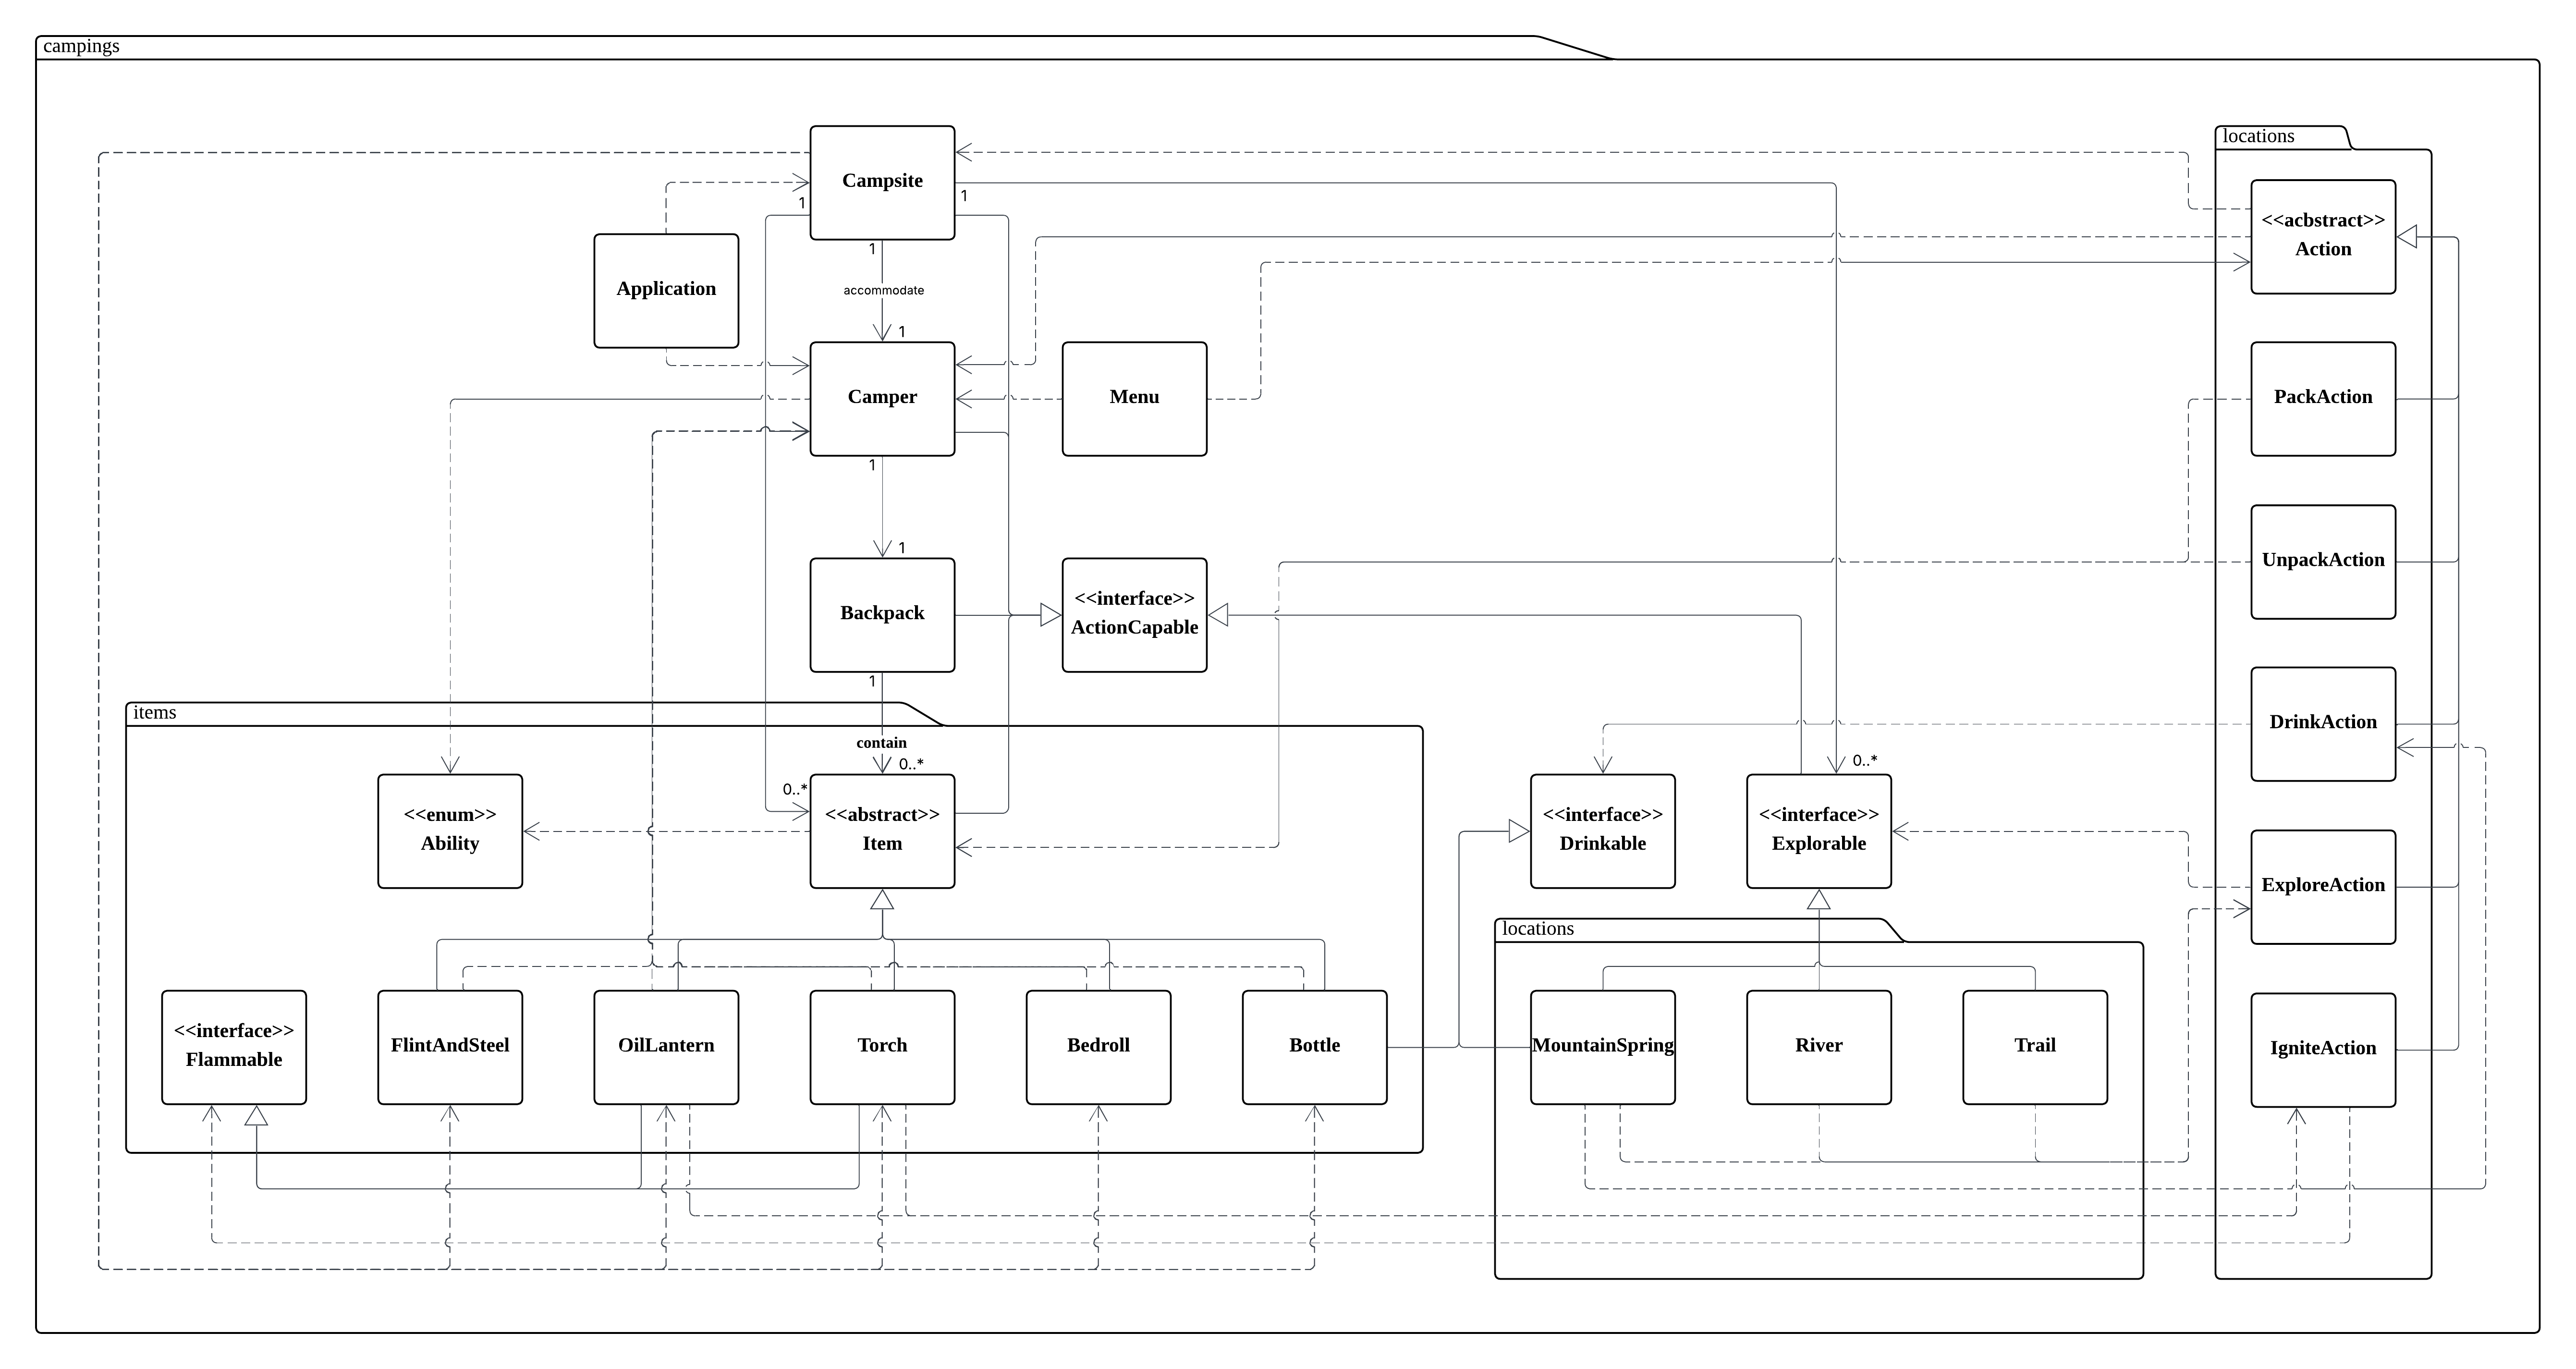 campings
locations
Campsite
1
1
1
<<acbstract>>
Action
Application
accommodate
1
Camper
Menu
PackAction
1
1
UnpackAction
Backpack
<<interface>>
ActionCapable
1
items
contain
0..*
0..*
0..*
DrinkAction
<<enum>>
Ability
<<abstract>>
Item
<<interface>>
Drinkable
<<interface>>
Explorable
ExploreAction
locations
<<interface>>
Flammable
FlintAndSteel
OilLantern
Torch
Bedroll
Bottle
MountainSpring
River
Trail
IgniteAction